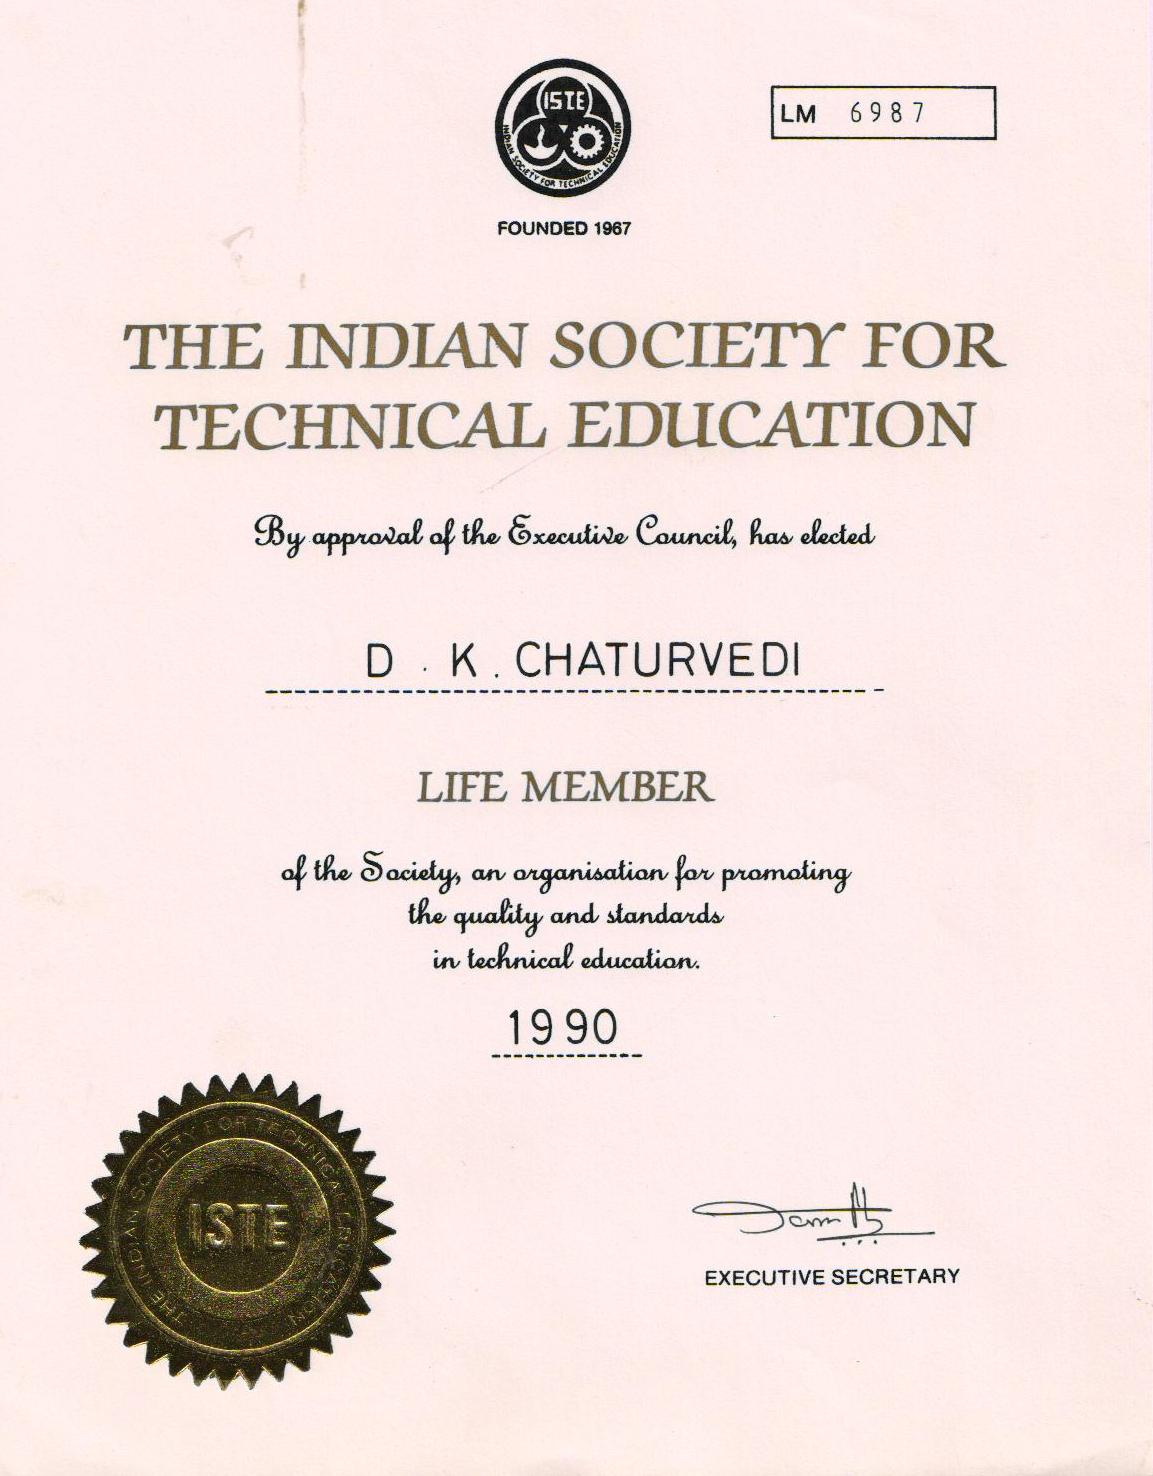 ISTE
INDIAN SOCIETY FOR TECHNICAL EDUCATION
LM 6987
FOUNDED 1967
THE INDIAN SOCIETY FOR
TECHNICAL EDUCATION
By approval of the Executive Council, has elected
D . K . CHATURVEDI
LIFE MEMBER
of the Society, an organisation for promoting
the quality and standards
in technical education.
1990
THE INDIAN SOCIETY FOR TECHNICAL EDUCATION
ISTE
EXECUTIVE SECRETARY